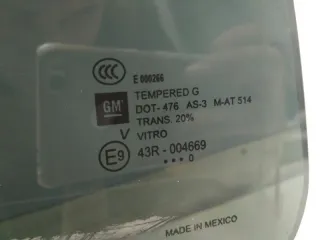 CCC
E 000266
GM
TEMPERED G
DOT- 476 AS-3 M-AT 514
TRANS. 20%
V VITRO
E9 43R - 004669
••• 0
MADE IN MEXICO